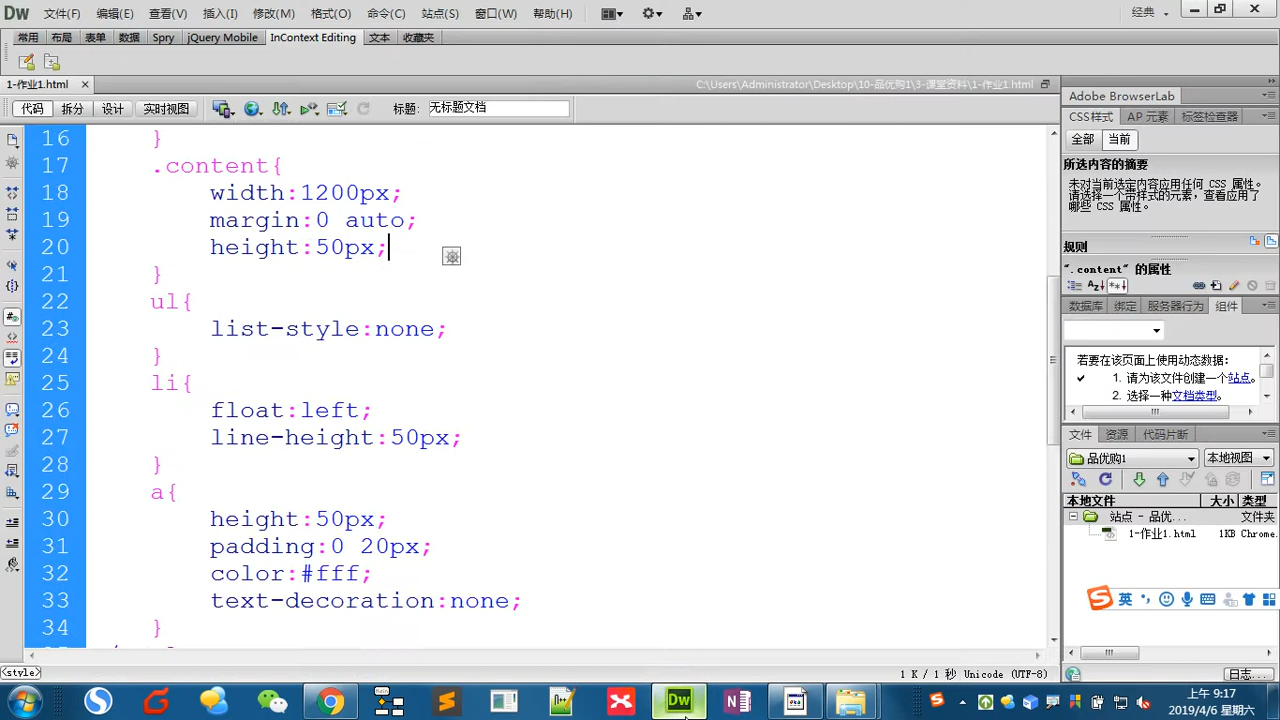 Dw 文件(F) 编辑(E) 查看(V) 插入(I) 修改(M) 格式(O) 命令(C) 站点(S) 窗口(W) 帮助(H) 经典
常用 布局 表单 数据 Spry jQuery Mobile InContext Editing 文本 收藏夹
1-作业1.html × C:\Users\Administrator\Desktop\10-品优购1\3-课堂资料\1-作业1.html
代码 拆分 设计 实时视图 标题: 无标题文档
16 }
17 .content{
18 width:1200px;
19 margin:0 auto;
20 height:50px;
21 }
22 ul{
23 list-style:none;
24 }
25 li{
26 float:left;
27 line-height:50px;
28 }
29 a{
30 height:50px;
31 padding:0 20px;
32 color:#fff;
33 text-decoration:none;
34 }
<style> 1 K / 1 秒 Unicode (UTF-8)
Adobe BrowserLab
CSS样式 AP 元素 标签检查器
全部 当前
所选内容的摘要
未对当前选定内容应用任何 CSS 属性。
请选择一个带样式的元素，查看应用了
哪些 CSS 属性。
规则
".content" 的属性
数据库 绑定 服务器行为 组件
若要在该页面上使用动态数据:
1. 请为该文件创建一个站点。
2. 选择一种文档类型。
文件 资源 代码片断
品优购1 本地视图
本地文件 大小 类型
站点 - 品优... 文件夹
1-作业1.html 1KB Chrome.
英
日志...
Dw
上午 9:17
2019/4/6 星期六